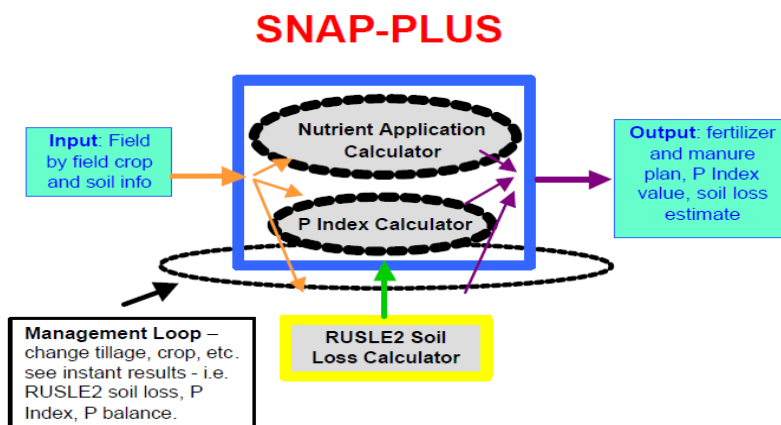 SNAP-PLUS
Nutrient Application
Calculator
Input: Field
by field crop
and soil info
Output: fertilizer
and manure
plan, P Index
value, soil loss
estimate
P Index Calculator
Management Loop –
change tillage, crop, etc.
see instant results - i.e.
RUSLE2 soil loss, P
Index, P balance.
RUSLE2 Soil
Loss Calculator